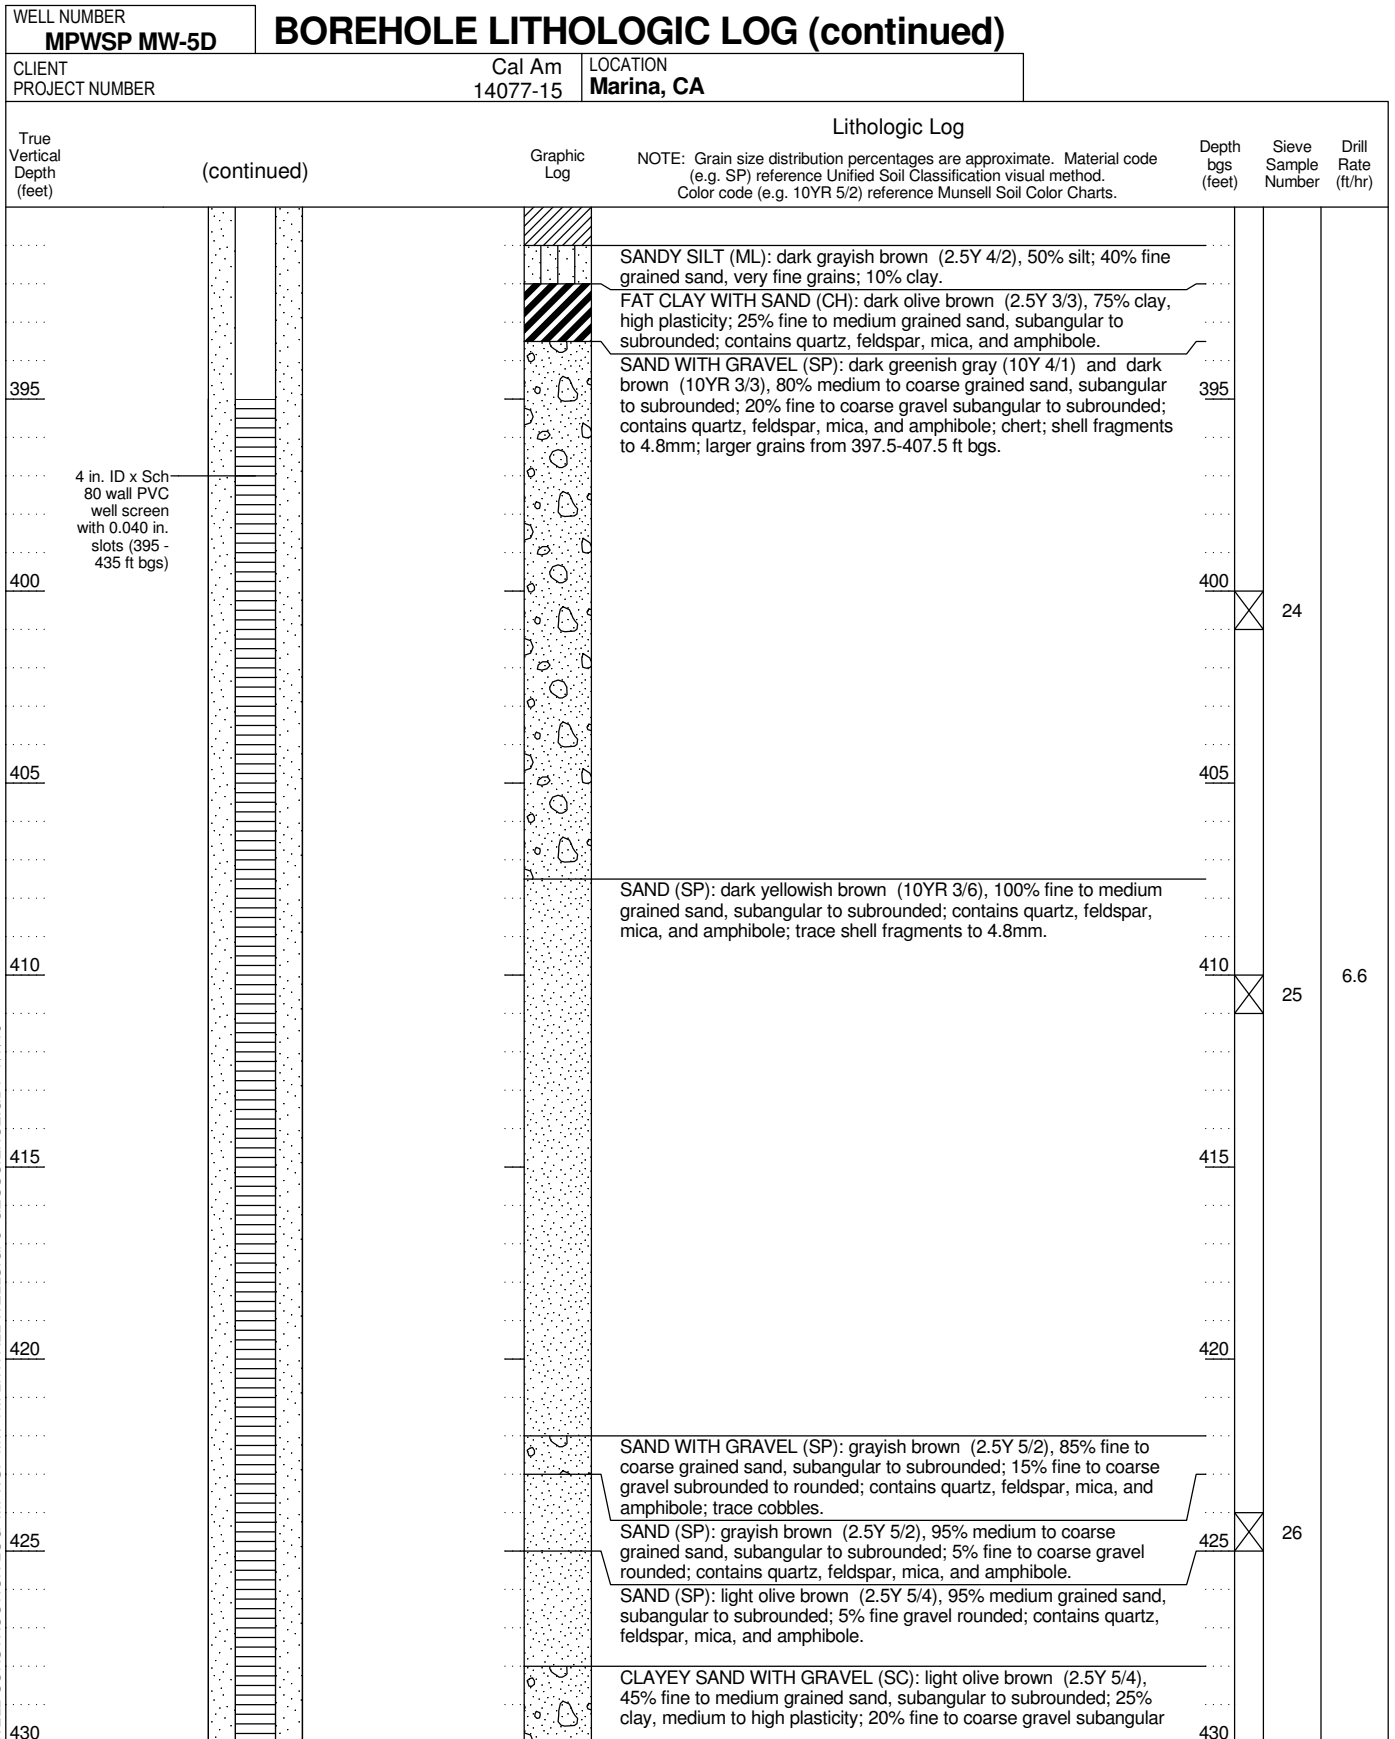 WELL NUMBER
MPWSP MW-5D
BOREHOLE LITHOLOGIC LOG (continued)
CLIENT
Cal Am
PROJECT NUMBER
14077-15
LOCATION
Marina, CA
True
Vertical
Depth
(feet)
(continued)
Graphic
Log
Lithologic Log
NOTE: Grain size distribution percentages are approximate. Material code
(e.g. SP) reference Unified Soil Classification visual method.
Color code (e.g. 10YR 5/2) reference Munsell Soil Color Charts.
Depth
bgs
(feet)
Sieve
Sample
Number
Drill
Rate
(ft/hr)
SANDY SILT (ML): dark grayish brown (2.5Y 4/2), 50% silt; 40% fine
grained sand, very fine grains; 10% clay.
FAT CLAY WITH SAND (CH): dark olive brown (2.5Y 3/3), 75% clay,
high plasticity; 25% fine to medium grained sand, subangular to
subrounded; contains quartz, feldspar, mica, and amphibole.
SAND WITH GRAVEL (SP): dark greenish gray (10Y 4/1) and dark
brown (10YR 3/3), 80% medium to coarse grained sand, subangular
to subrounded; 20% fine to coarse gravel subangular to subrounded;
contains quartz, feldspar, mica, and amphibole; chert; shell fragments
to 4.8mm; larger grains from 397.5-407.5 ft bgs.
395
395
4 in. ID x Sch
80 wall PVC
well screen
with 0.040 in.
slots (395 -
435 ft bgs)
400
400
24
405
405
SAND (SP): dark yellowish brown (10YR 3/6), 100% fine to medium
grained sand, subangular to subrounded; contains quartz, feldspar,
mica, and amphibole; trace shell fragments to 4.8mm.
410
410
25
6.6
415
415
420
420
SAND WITH GRAVEL (SP): grayish brown (2.5Y 5/2), 85% fine to
coarse grained sand, subangular to subrounded; 15% fine to coarse
gravel subrounded to rounded; contains quartz, feldspar, mica, and
amphibole; trace cobbles.
SAND (SP): grayish brown (2.5Y 5/2), 95% medium to coarse
grained sand, subangular to subrounded; 5% fine to coarse gravel
rounded; contains quartz, feldspar, mica, and amphibole.
425
425
26
SAND (SP): light olive brown (2.5Y 5/4), 95% medium grained sand,
subangular to subrounded; 5% fine gravel rounded; contains quartz,
feldspar, mica, and amphibole.
CLAYEY SAND WITH GRAVEL (SC): light olive brown (2.5Y 5/4),
45% fine to medium grained sand, subangular to subrounded; 25%
clay, medium to high plasticity; 20% fine to coarse gravel subangular
430
430